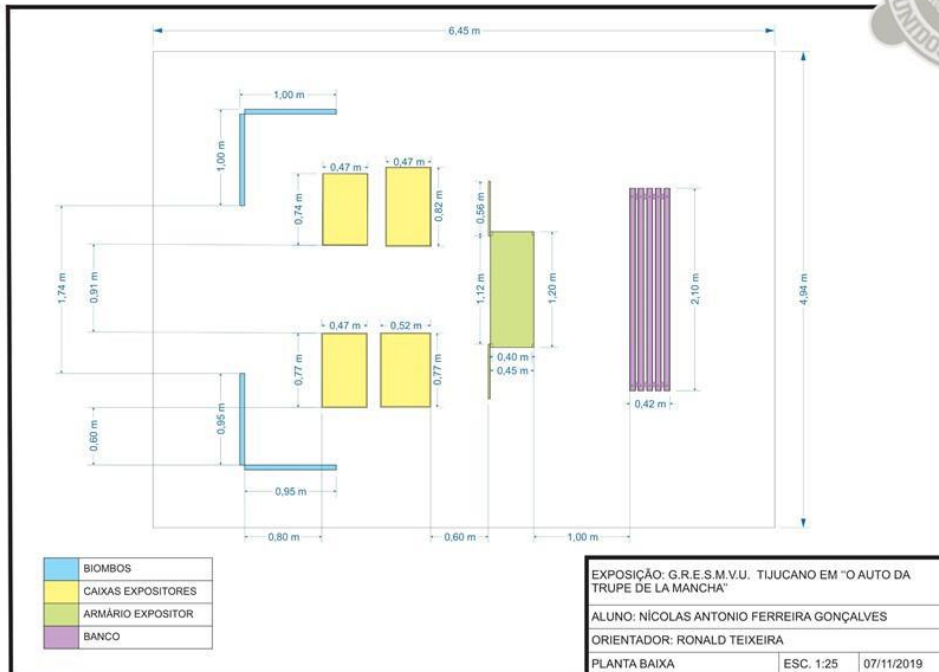 UNIDOS
6,45 m
1,00 m
1,00 m
0,47 m
0,47 m
0,74 m
0,82 m
0,56 m
1,74 m
0,91 m
1,12 m
1,20 m
2,10 m
4,94 m
0,47 m
0,52 m
0,77 m
0,77 m
0,40 m
0,45 m
0,42 m
0,60 m
0,95 m
0,95 m
0,80 m
0,60 m
1,00 m
BIOMBOS
CAIXAS EXPOSITORES
ARMÁRIO EXPOSITOR
BANCO
EXPOSIÇÃO: G.R.E.S.M.V.U. TIJUCANO EM "O AUTO DA
TRUPE DE LA MANCHA"
ALUNO: NÍCOLAS ANTONIO FERREIRA GONÇALVES
ORIENTADOR: RONALD TEIXEIRA
PLANTA BAIXA
ESC. 1:25
07/11/2019